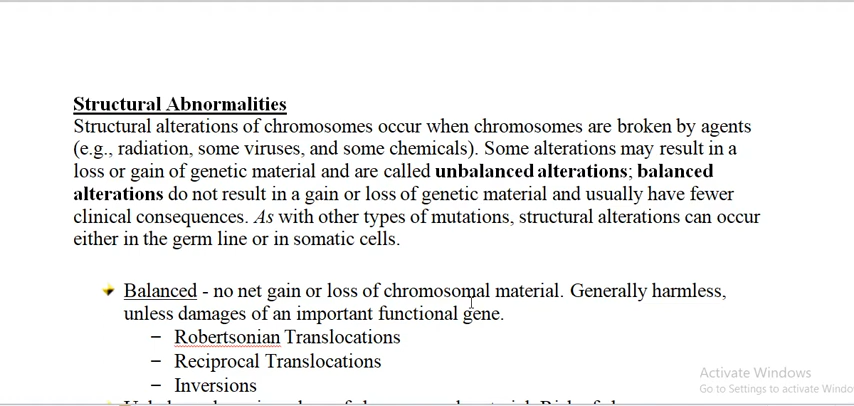 Structural Abnormalities
Structural alterations of chromosomes occur when chromosomes are broken by agents
(e.g., radiation, some viruses, and some chemicals). Some alterations may result in a
loss or gain of genetic material and are called unbalanced alterations; balanced
alterations do not result in a gain or loss of genetic material and usually have fewer
clinical consequences. As with other types of mutations, structural alterations can occur
either in the germ line or in somatic cells.
Balanced - no net gain or loss of chromosomal material. Generally harmless,
unless damages of an important functional gene.
– Robertsonian Translocations
– Reciprocal Translocations
– Inversions
Activate Windows
Go to Settings to activate Windo